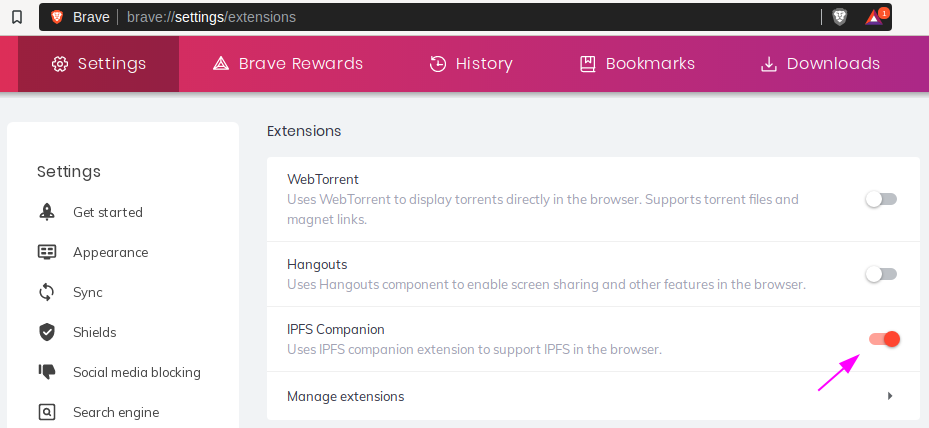 Brave brave://settings/extensions 1
Settings Brave Rewards History Bookmarks Downloads
Extensions
Settings
Get started
Appearance
Sync
Shields
Social media blocking
Search engine
WebTorrent
Uses WebTorrent to display torrents directly in the browser. Supports torrent files and
magnet links.
Hangouts
Uses Hangouts component to enable screen sharing and other features in the browser.
IPFS Companion
Uses IPFS companion extension to support IPFS in the browser.
Manage extensions